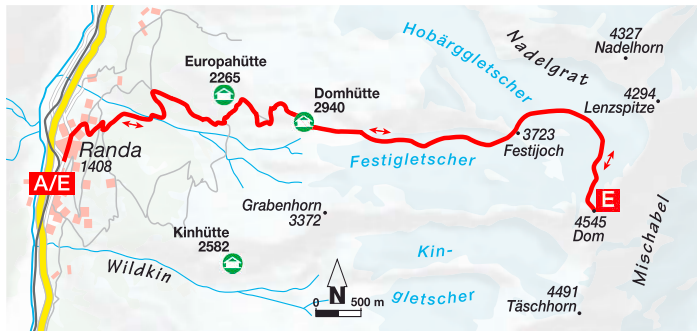 4327
Nadelhorn
Nadelgrat
Hobärggletscher
Europahütte
2265
Domhütte
2940
4294
Lenzspitze
3723
Festijoch
Randa
1408
Festigletscher
A/E
E
Grabenhorn
3372
4545
Dom
Mischabel
Kinhütte
2582
Wildkin
Kin-
gletscher
N
0 500 m
4491
Täschhorn